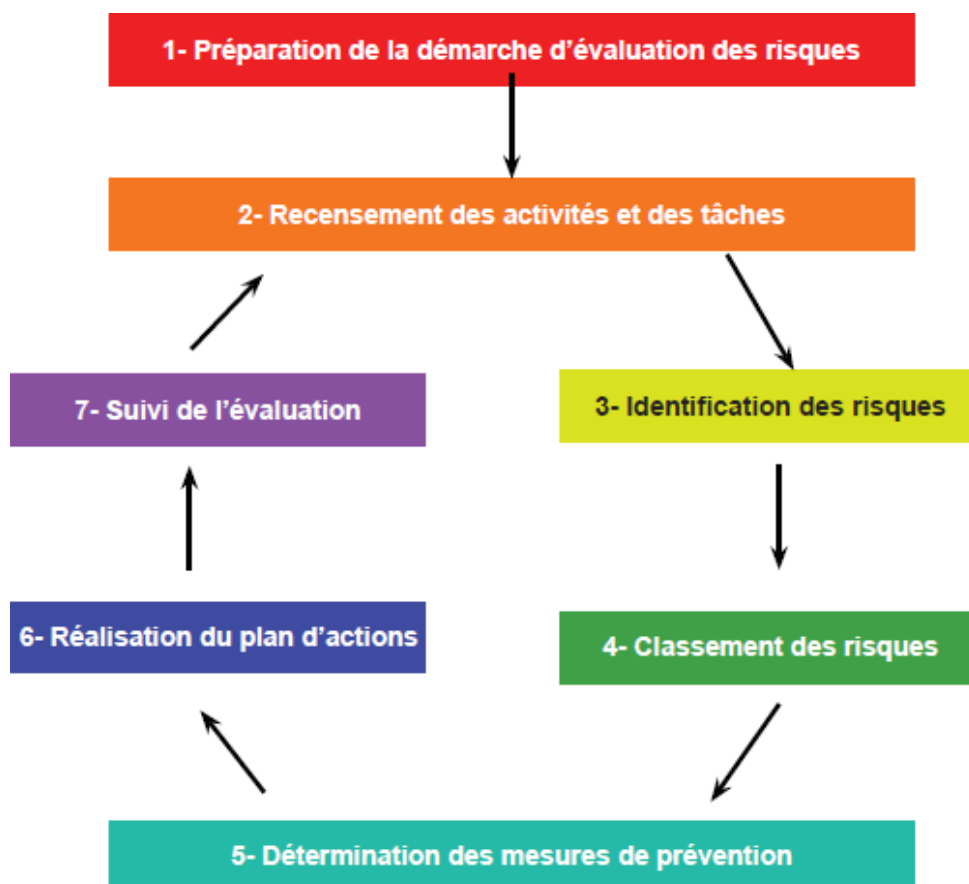 1- Préparation de la démarche d’évaluation des risques
2- Recensement des activités et des tâches
7- Suivi de l’évaluation
3- Identification des risques
6- Réalisation du plan d’actions
4- Classement des risques
5- Détermination des mesures de prévention